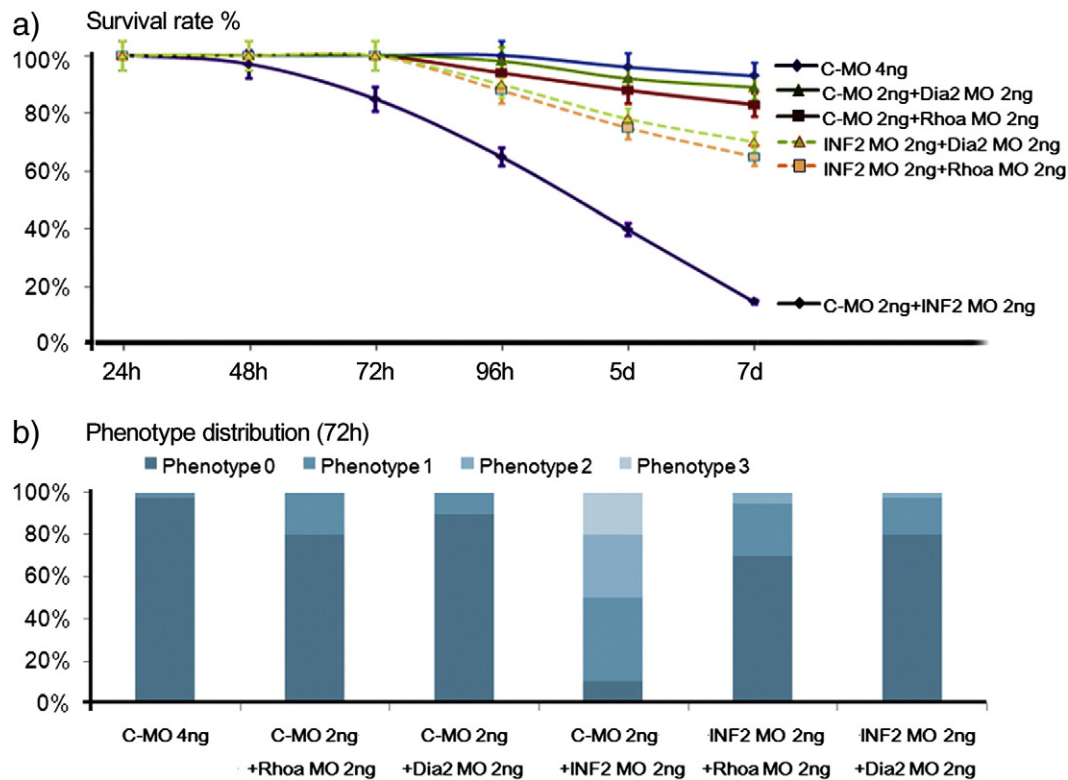 a) Survival rate %
100%
80%
60%
40%
20%
0%
24h 48h 72h 96h 5d 7d
C-MO 4ng
C-MO 2ng+Dia2 MO 2ng
C-MO 2ng+Rhoa MO 2ng
INF2 MO 2ng+Dia2 MO 2ng
INF2 MO 2ng+Rhoa MO 2ng
C-MO 2ng+INF2 MO 2ng
b) Phenotype distribution (72h)
Phenotype 0 Phenotype 1 Phenotype 2 Phenotype 3
100%
80%
60%
40%
20%
0%
C-MO 4ng C-MO 2ng C-MO 2ng C-MO 2ng INF2 MO 2ng INF2 MO 2ng
+Rhoa MO 2ng +Dia2 MO 2ng +INF2 MO 2ng +Rhoa MO 2ng +Dia2 MO 2ng